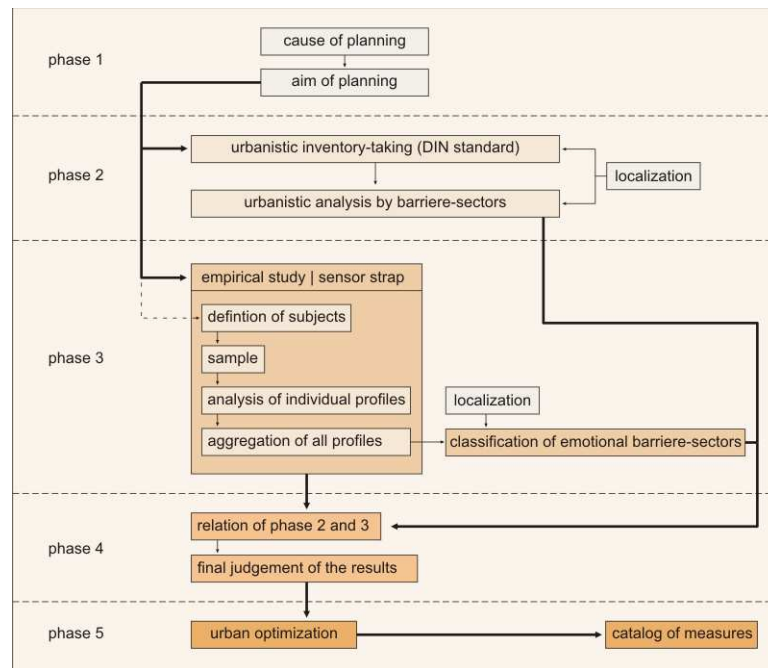 phase 1
cause of planning
aim of planning
phase 2
urbanistic inventory-taking (DIN standard)
localization
urbanistic analysis by barriere-sectors
phase 3
empirical study | sensor strap
defintion of subjects
sample
analysis of individual profiles
localization
aggregation of all profiles
classification of emotional barriere-sectors
phase 4
relation of phase 2 and 3
final judgement of the results
phase 5
urban optimization
catalog of measures